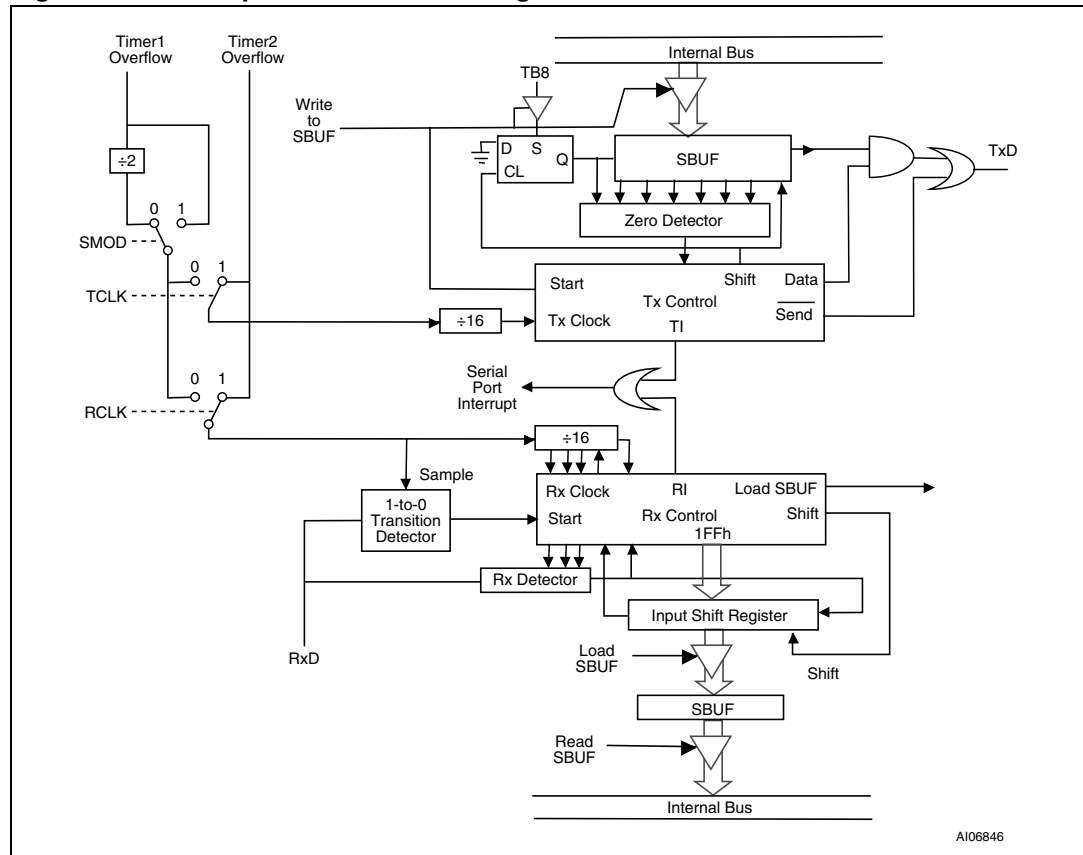 Timer1
Overflow
Timer2
Overflow
Internal Bus
TB8
Write
to
SBUF
D S
Q
CL
SBUF
TxD
÷2
Zero Detector
0 1
SMOD
0 1
TCLK
Start
Shift
Data
Tx Control
Send
÷16
Tx Clock
TI
Serial
Port
Interrupt
0 1
RCLK
÷16
Sample
1-to-0
Transition
Detector
Rx Clock
RI
Load SBUF
Start
Rx Control
Shift
1FFh
Rx Detector
Input Shift Register
RxD
Load
SBUF
Shift
SBUF
Read
SBUF
Internal Bus
AI06846